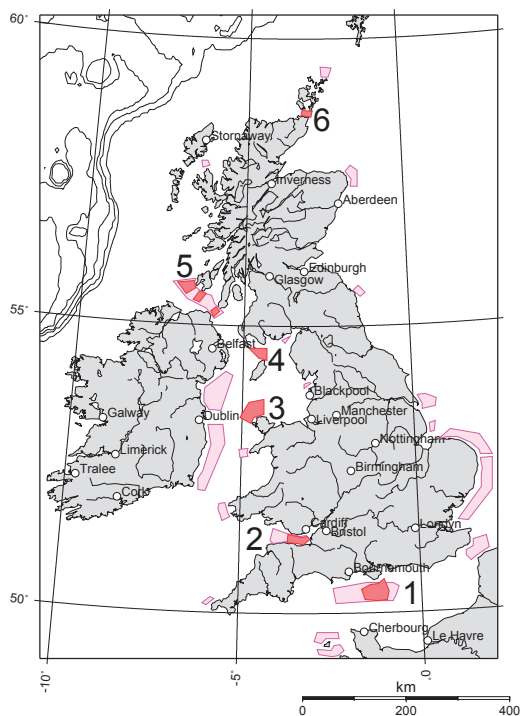 60°
6
Stornaway
Inverness
Aberdeen
5
Edinburgh
Glasgow
55°
Belfast
4
Blackpool
3
Galway
Dublin
Manchester
Liverpool
Nottingham
Limerick
Tralee
Birmingham
Cork
2
Cardiff
Bristol
London
Bournemouth
1
50°
Cherbourg
Le Havre
-10°
-5°
0°
km
0 200 400